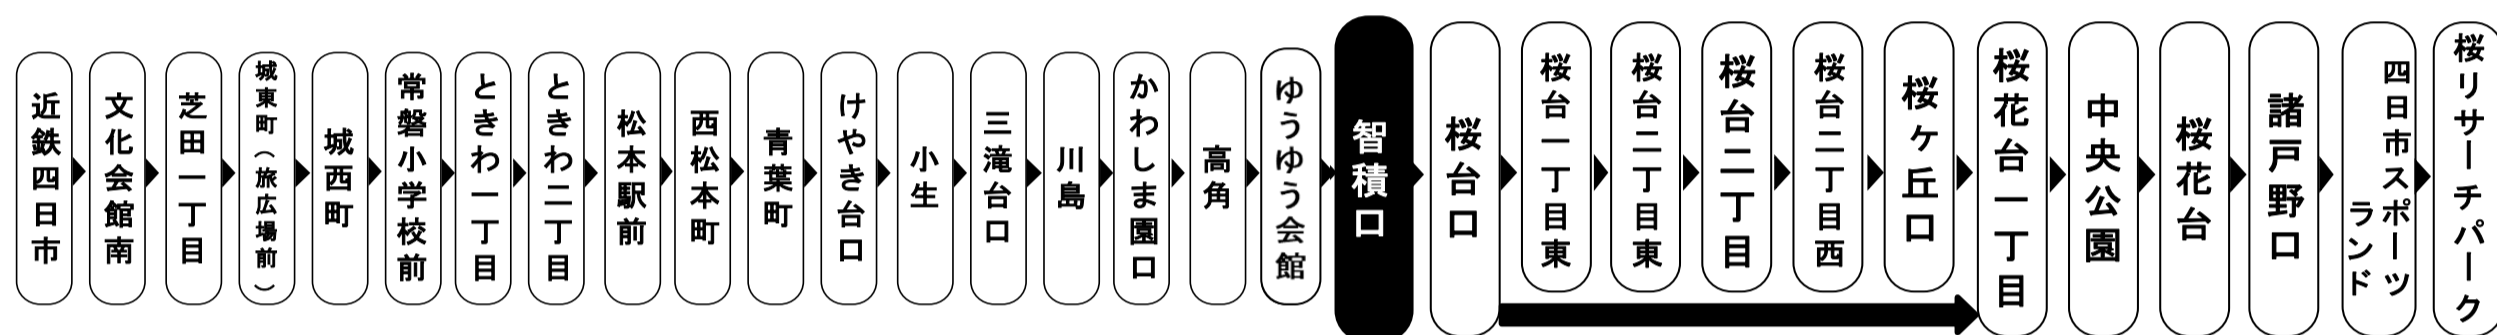 近鉄四日市
文化会館南
芝田一丁目
城東町（旅広場前）
城西町
常磐小学校前
ときわ一丁目
ときわ二丁目
松本駅前
西松本町
青葉町
けやき台口
小生
三滝台口
川島
かわしま園口
高角
ゆうゆう会館
智積口
桜台口
桜台一丁目東
桜台二丁目東
桜台二丁目
桜台二丁目西
桜ヶ丘口
桜花台一丁目
中央公園
桜花台
諸戸野口
四日市スポーツ
ランド
桜リサーチパーク